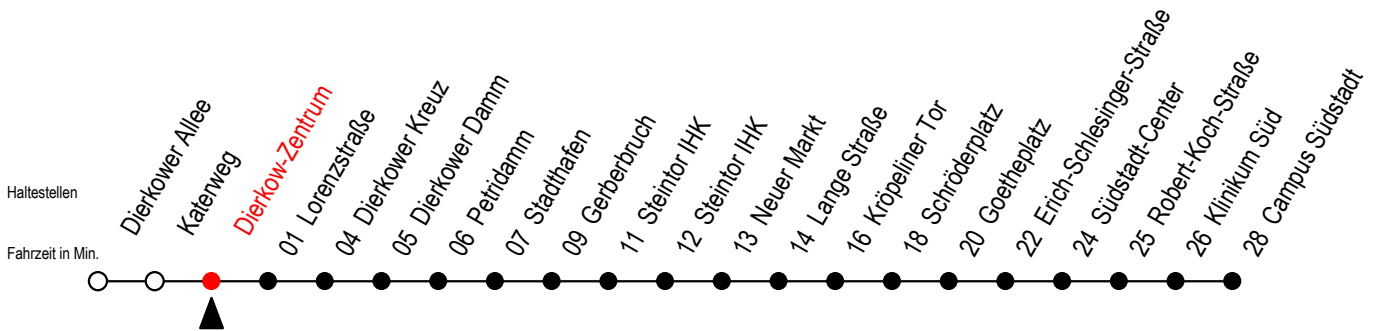 Haltestellen
Fahrzeit in Min.
Dierkower Allee
Katerweg
Dierkow-Zentrum
01 Lorenzstraße
04 Dierkower Kreuz
05 Dierkower Damm
06 Petridamm
07 Stadthafen
09 Gerberbruch
11 Steintor IHK
12 Steintor IHK
13 Neuer Markt
14 Lange Straße
16 Kröpeliner Tor
18 Schröderplatz
20 Goetheplatz
22 Erich-Schlesinger-Straße
24 Südstadt-Center
25 Robert-Koch-Straße
26 Klinikum Süd
28 Campus Südstadt